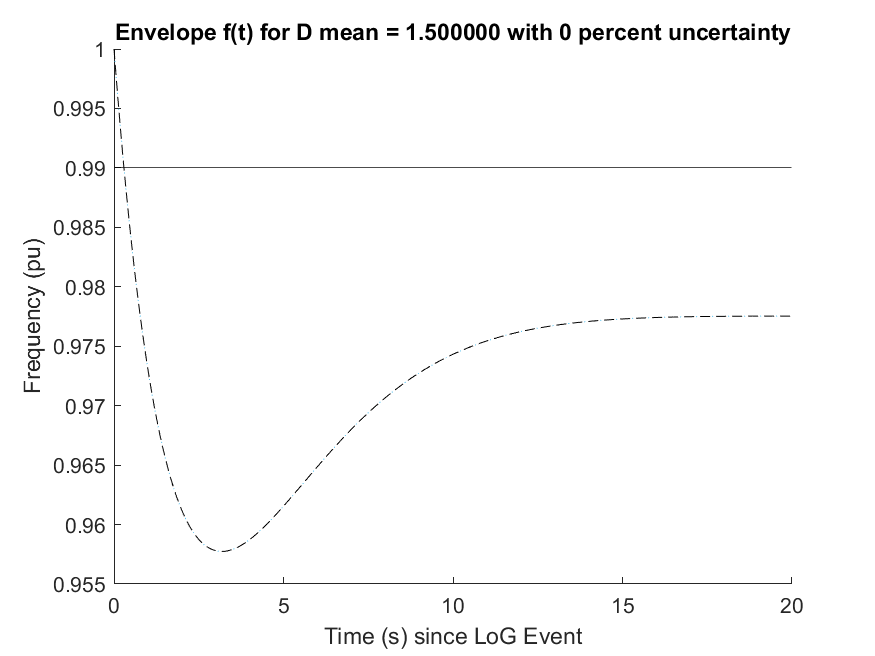 Envelope f(t) for D mean = 1.500000 with 0 percent uncertainty
1
0.995
0.99
0.985
0.98
0.975
0.97
0.965
0.96
0.955
Frequency (pu)
0 5 10 15 20
Time (s) since LoG Event